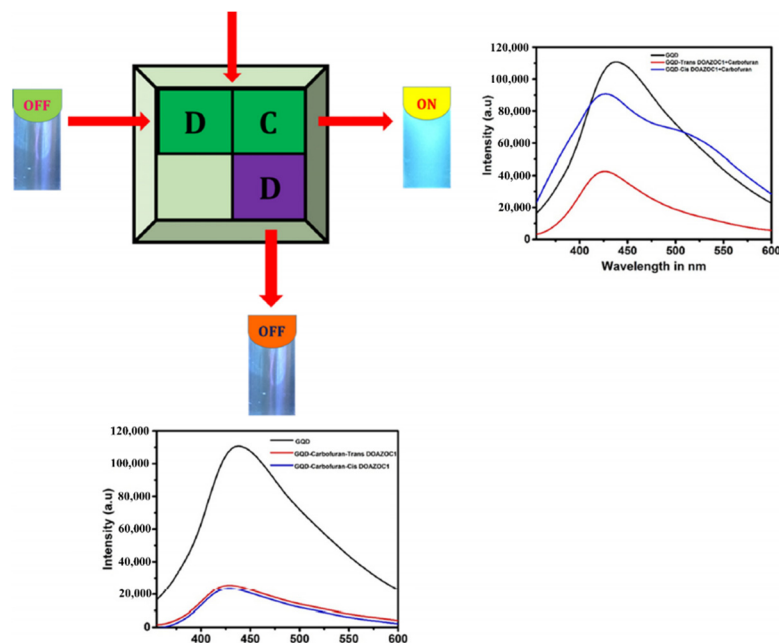 OFF
D
C
D
ON
OFF
120,000
100,000
80,000
60,000
40,000
20,000
0
Intensity (a.u)
400
450
500
550
600
Wavelength in nm
GQD
GQD-Trans DOAZOC1+Carbofuran
GQD-Cis DOAZOC1+Carbofuran
120,000
100,000
80,000
60,000
40,000
20,000
0
Intensity (a.u)
400
450
500
550
600
GQD
GQD-Carbofuran-Trans DOAZOC1
GQD-Carbofuran-Cis DOAZOC1